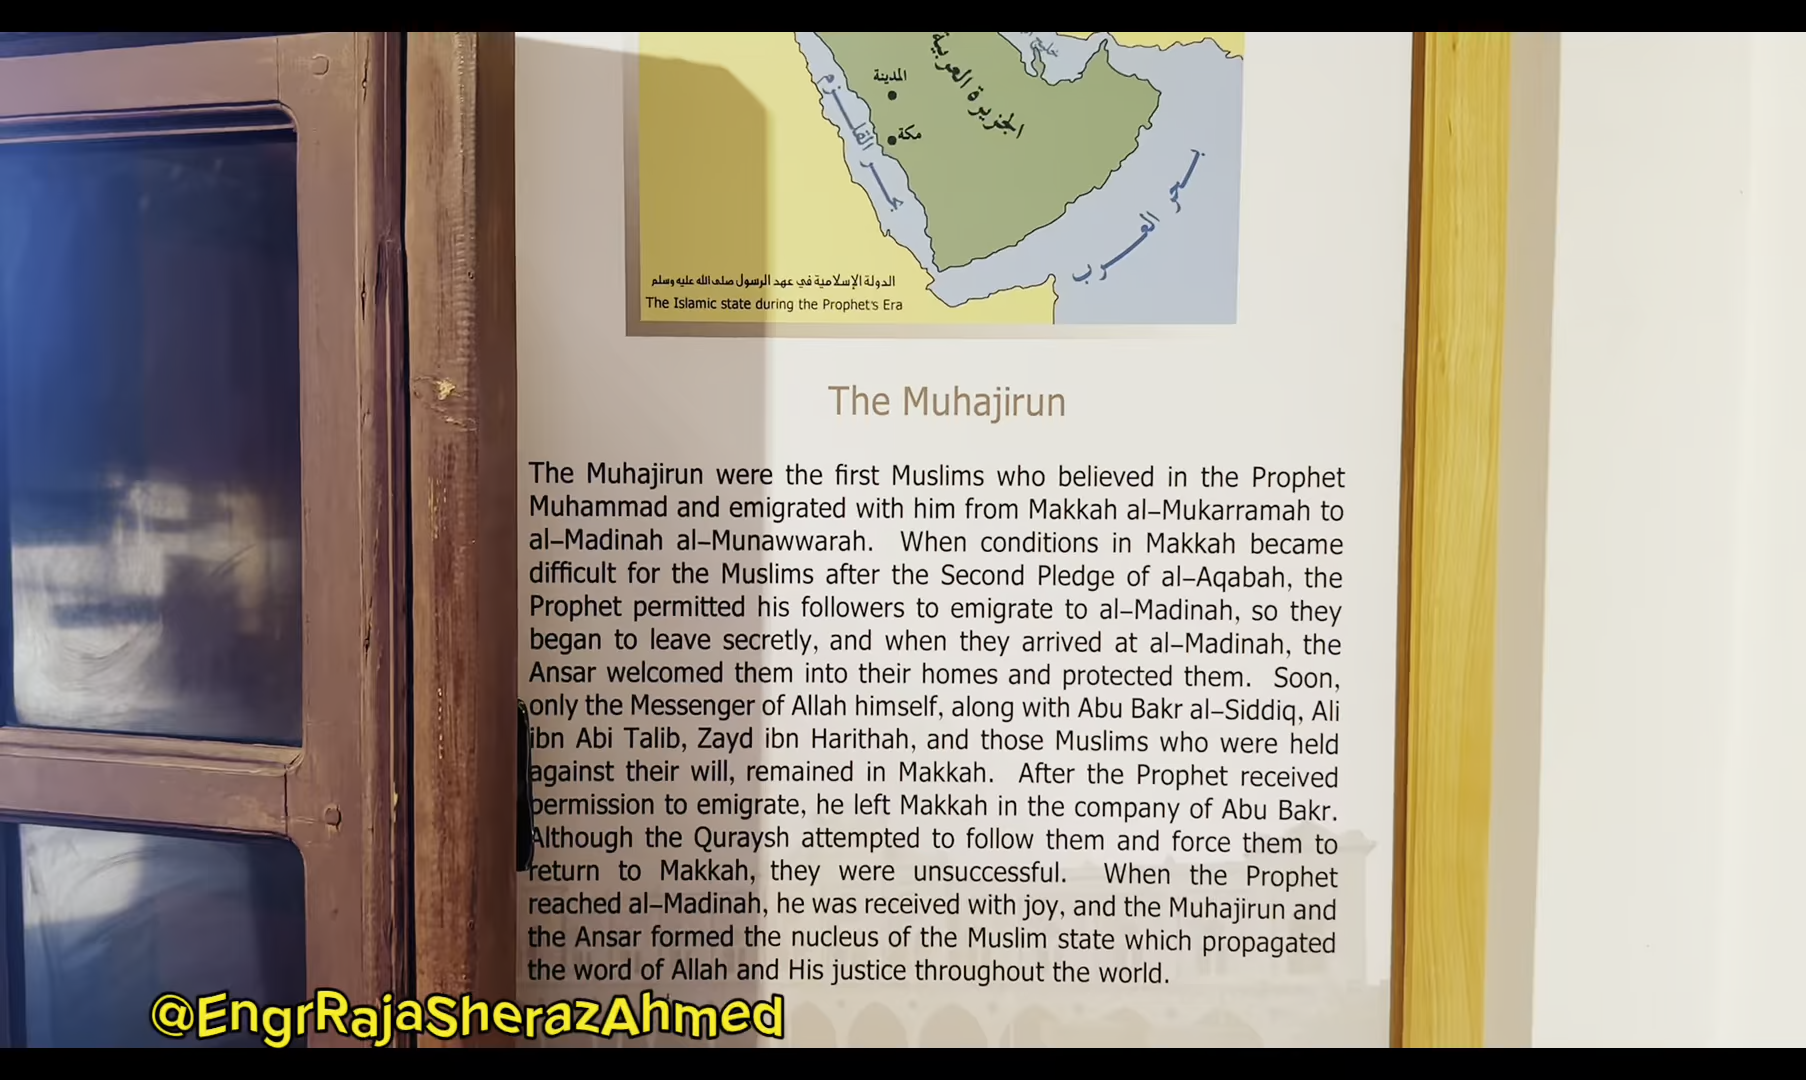 خليج
الجزيرة العربية
المدينة
مكة
بحر القلزم
بحر العرب
الدولة الإسلامية في عهد الرسول صلى الله عليه وسلم
The Islamic state during the Prophet's Era
The Muhajirun
The Muhajirun were the first Muslims who believed in the Prophet
Muhammad and emigrated with him from Makkah al–Mukarramah to
al–Madinah al–Munawwarah. When conditions in Makkah became
difficult for the Muslims after the Second Pledge of al–Aqabah, the
Prophet permitted his followers to emigrate to al–Madinah, so they
began to leave secretly, and when they arrived at al–Madinah, the
Ansar welcomed them into their homes and protected them. Soon,
only the Messenger of Allah himself, along with Abu Bakr al–Siddiq, Ali
ibn Abi Talib, Zayd ibn Harithah, and those Muslims who were held
against their will, remained in Makkah. After the Prophet received
permission to emigrate, he left Makkah in the company of Abu Bakr.
Although the Quraysh attempted to follow them and force them to
return to Makkah, they were unsuccessful. When the Prophet
reached al–Madinah, he was received with joy, and the Muhajirun and
the Ansar formed the nucleus of the Muslim state which propagated
the word of Allah and His justice throughout the world.
@EngrRajaSherazAhmed